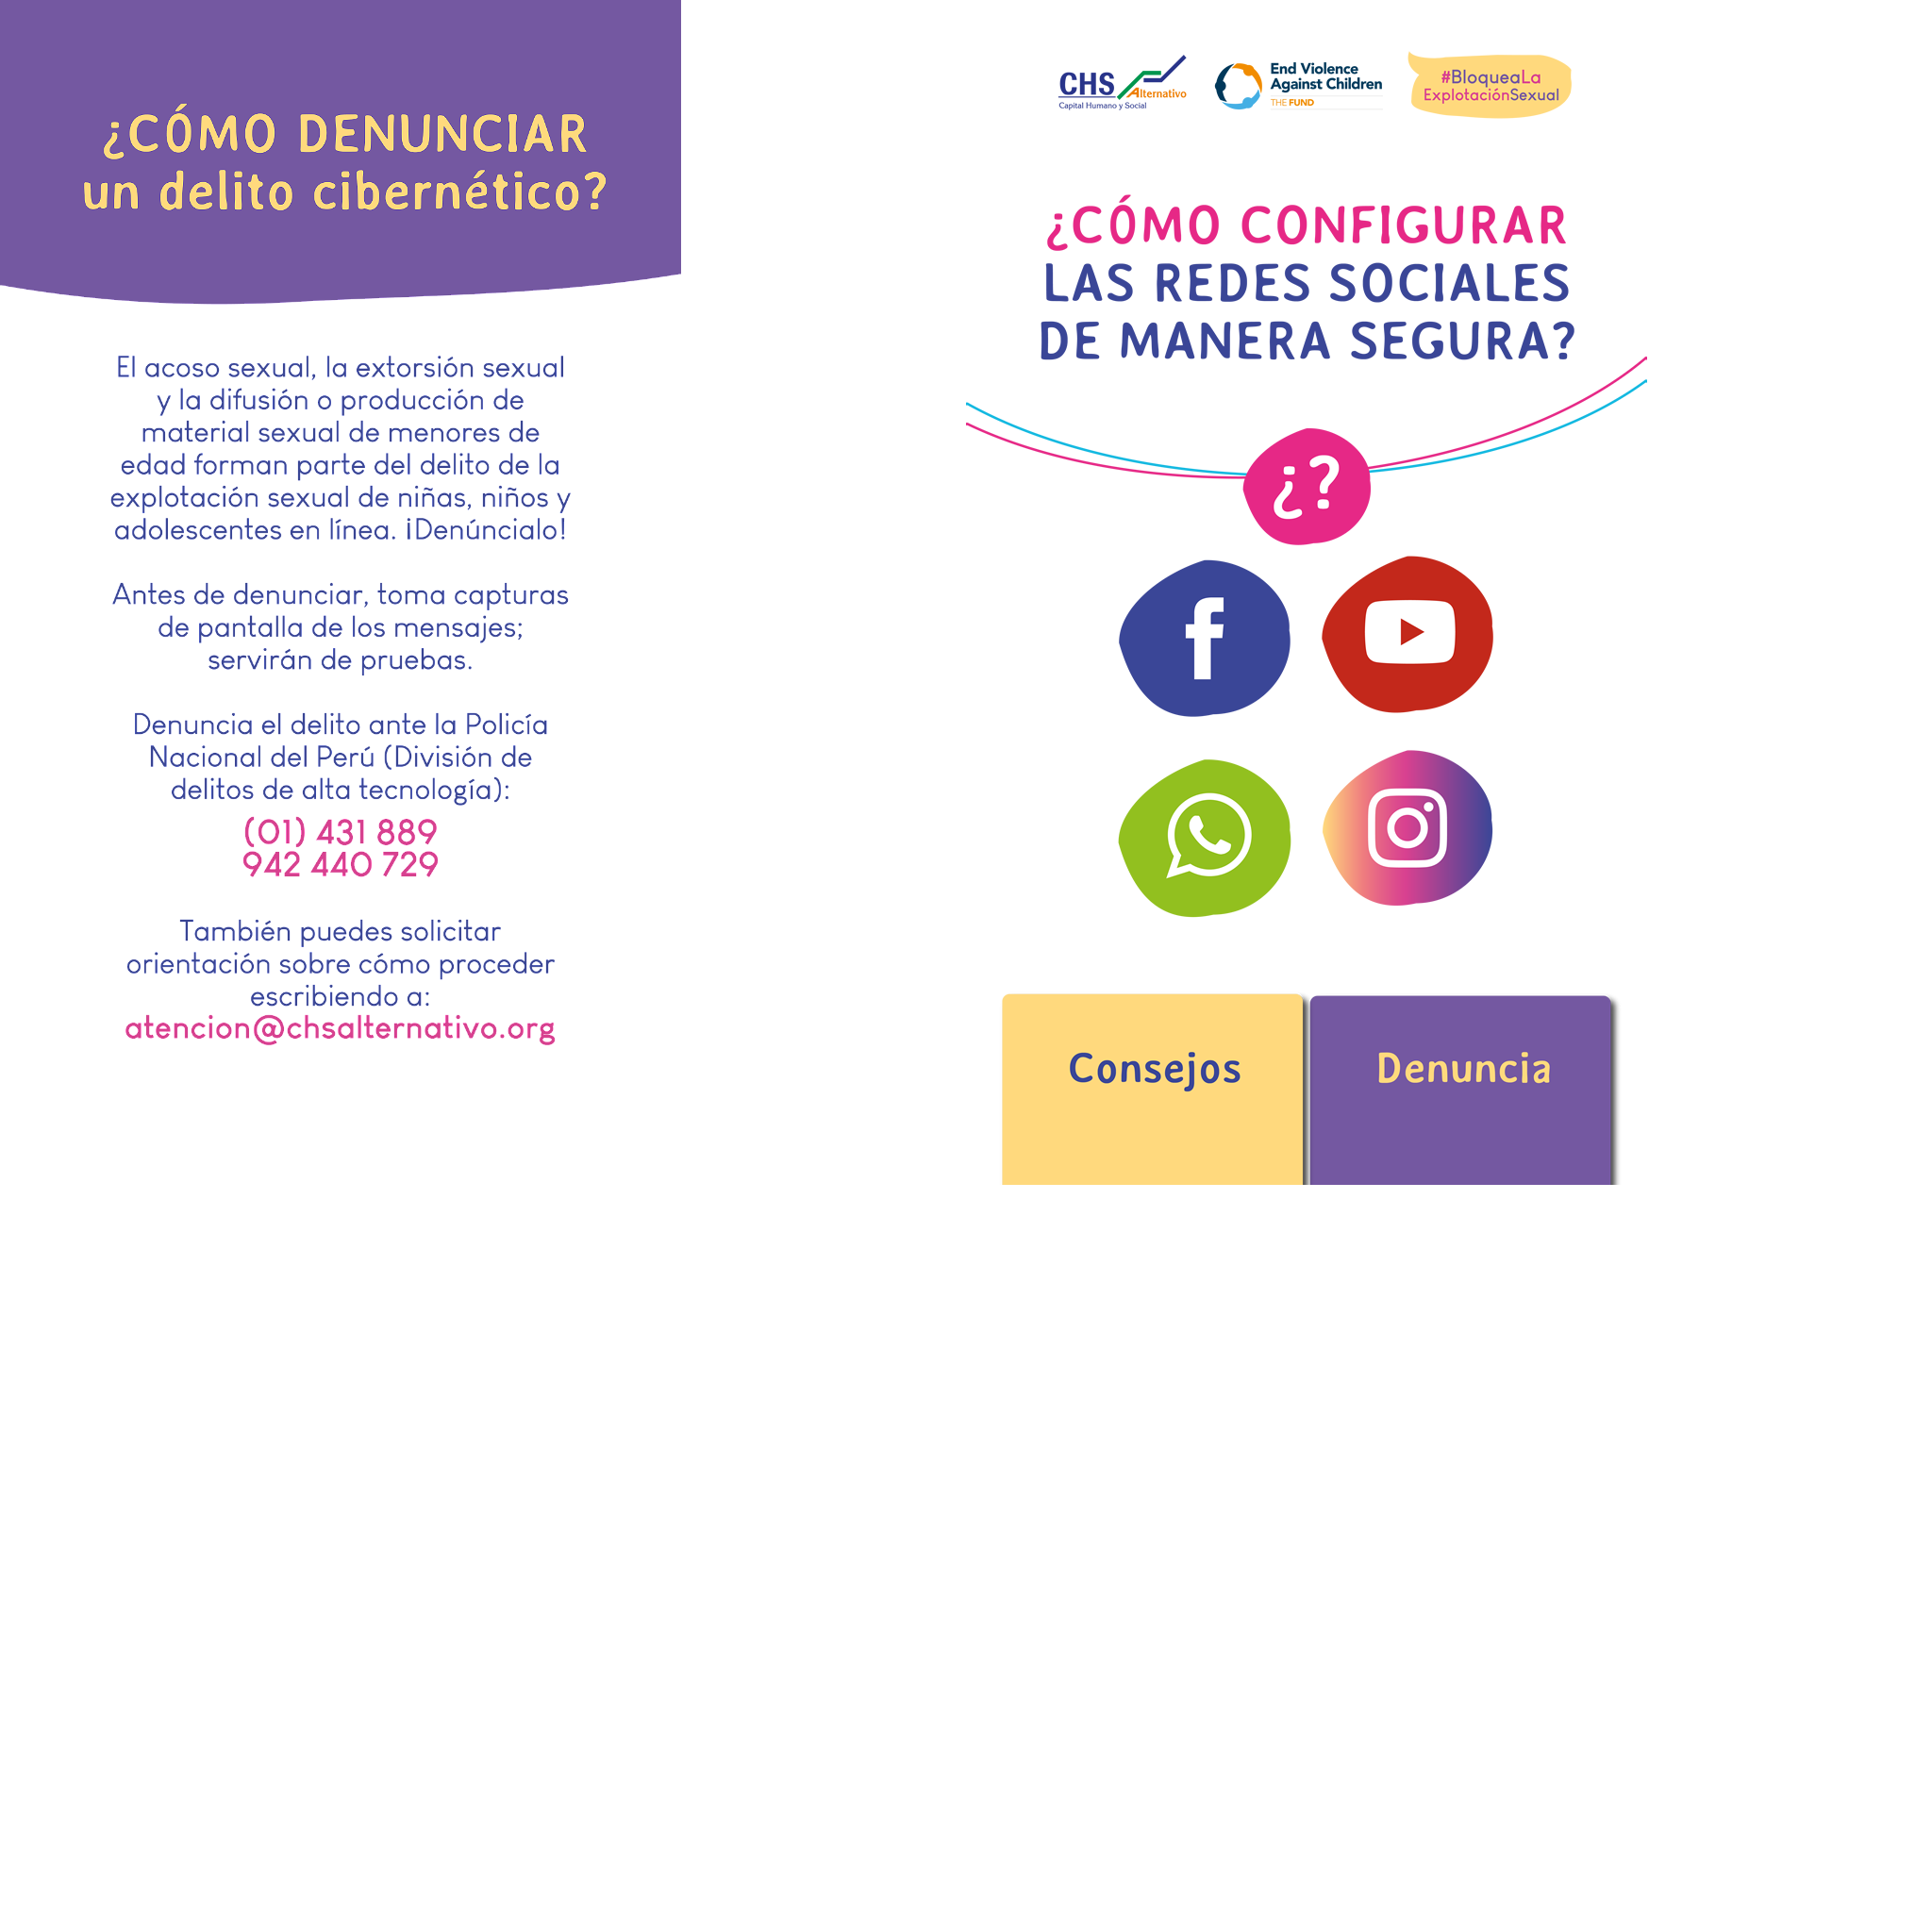 ¿CÓMO DENUNCIAR
un delito cibernético?
El acoso sexual, la extorsión sexual
y la difusión o producción de
material sexual de menores de
edad forman parte del delito de la
explotación sexual de niñas, niños y
adolescentes en línea. ¡Denúncialo!
Antes de denunciar, toma capturas
de pantalla de los mensajes;
servirán de pruebas.
Denuncia el delito ante la Policía
Nacional del Perú (División de
delitos de alta tecnología):
(01) 431 889
942 440 729
También puedes solicitar
orientación sobre cómo proceder
escribiendo a:
atencion@chsalternativo.org
CHS Alternativo
Capital Humano y Social
End Violence
Against Children
THE FUND
#BloqueaLa
ExplotaciónSexual
¿CÓMO CONFIGURAR
LAS REDES SOCIALES
DE MANERA SEGURA?
¿?
Consejos
Denuncia